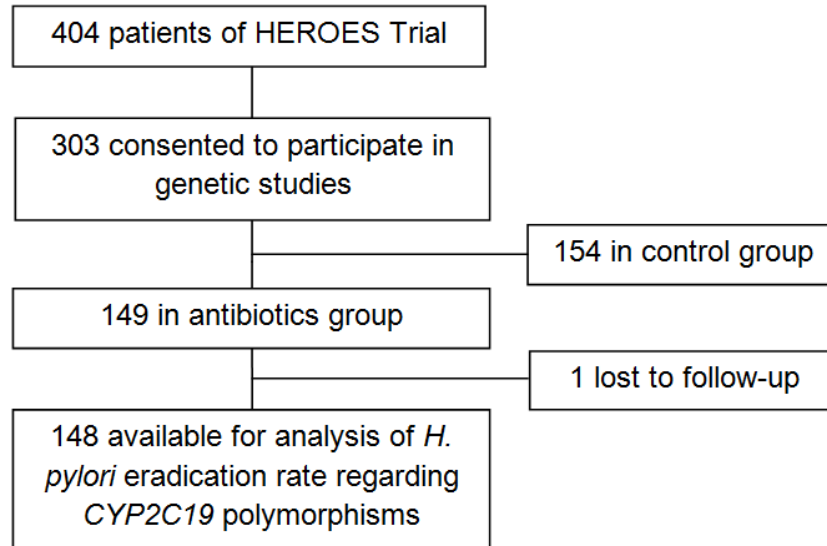 404 patients of HEROES Trial
303 consented to participate in
genetic studies
154 in control group
149 in antibiotics group
1 lost to follow-up
148 available for analysis of H.
pylori eradication rate regarding
CYP2C19 polymorphisms